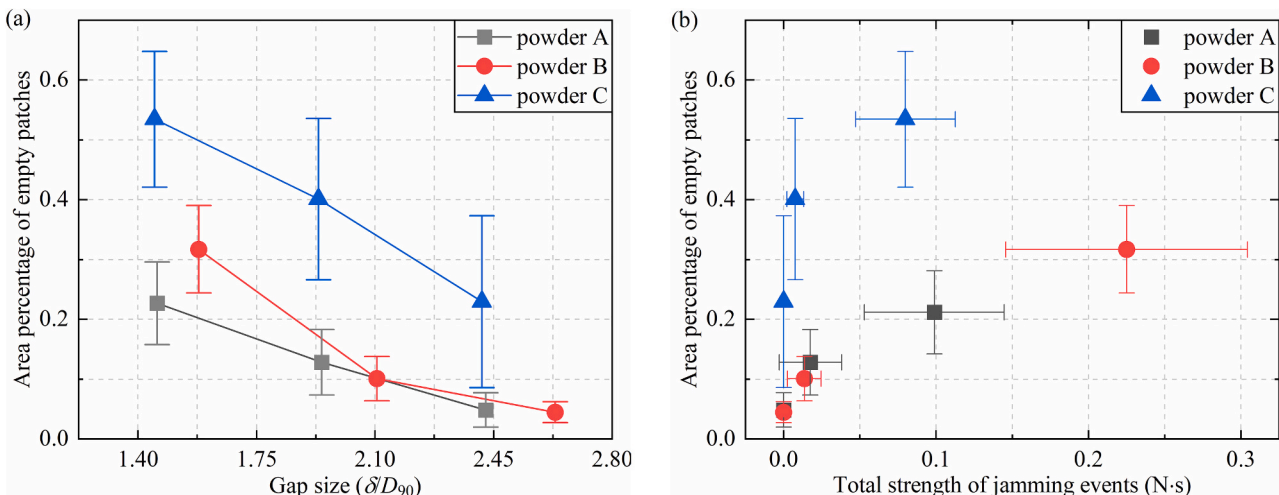 (a)
powder A
powder B
powder C
0.6
0.4
0.2
0.0
Area percentage of empty patches
1.40 1.75 2.10 2.45 2.80
Gap size (δ/D90)
(b)
powder A
powder B
powder C
0.6
0.4
0.2
0.0
Area percentage of empty patches
0.0 0.1 0.2 0.3
Total strength of jamming events (N·s)